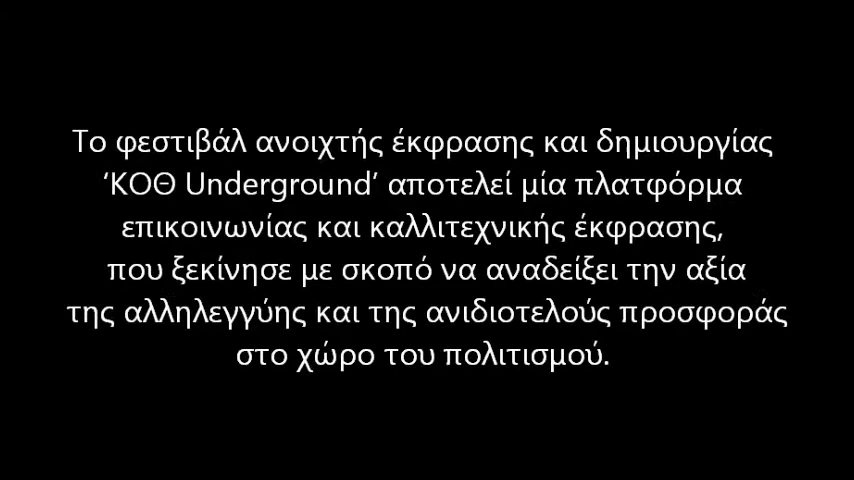 Το φεστιβάλ ανοιχτής έκφρασης και δημιουργίας
‘ΚΟΘ Underground’ αποτελεί μία πλατφόρμα
επικοινωνίας και καλλιτεχνικής έκφρασης,
που ξεκίνησε με σκοπό να αναδείξει την αξία
της αλληλεγγύης και της ανιδιοτελούς προσφοράς
στο χώρο του πολιτισμού.